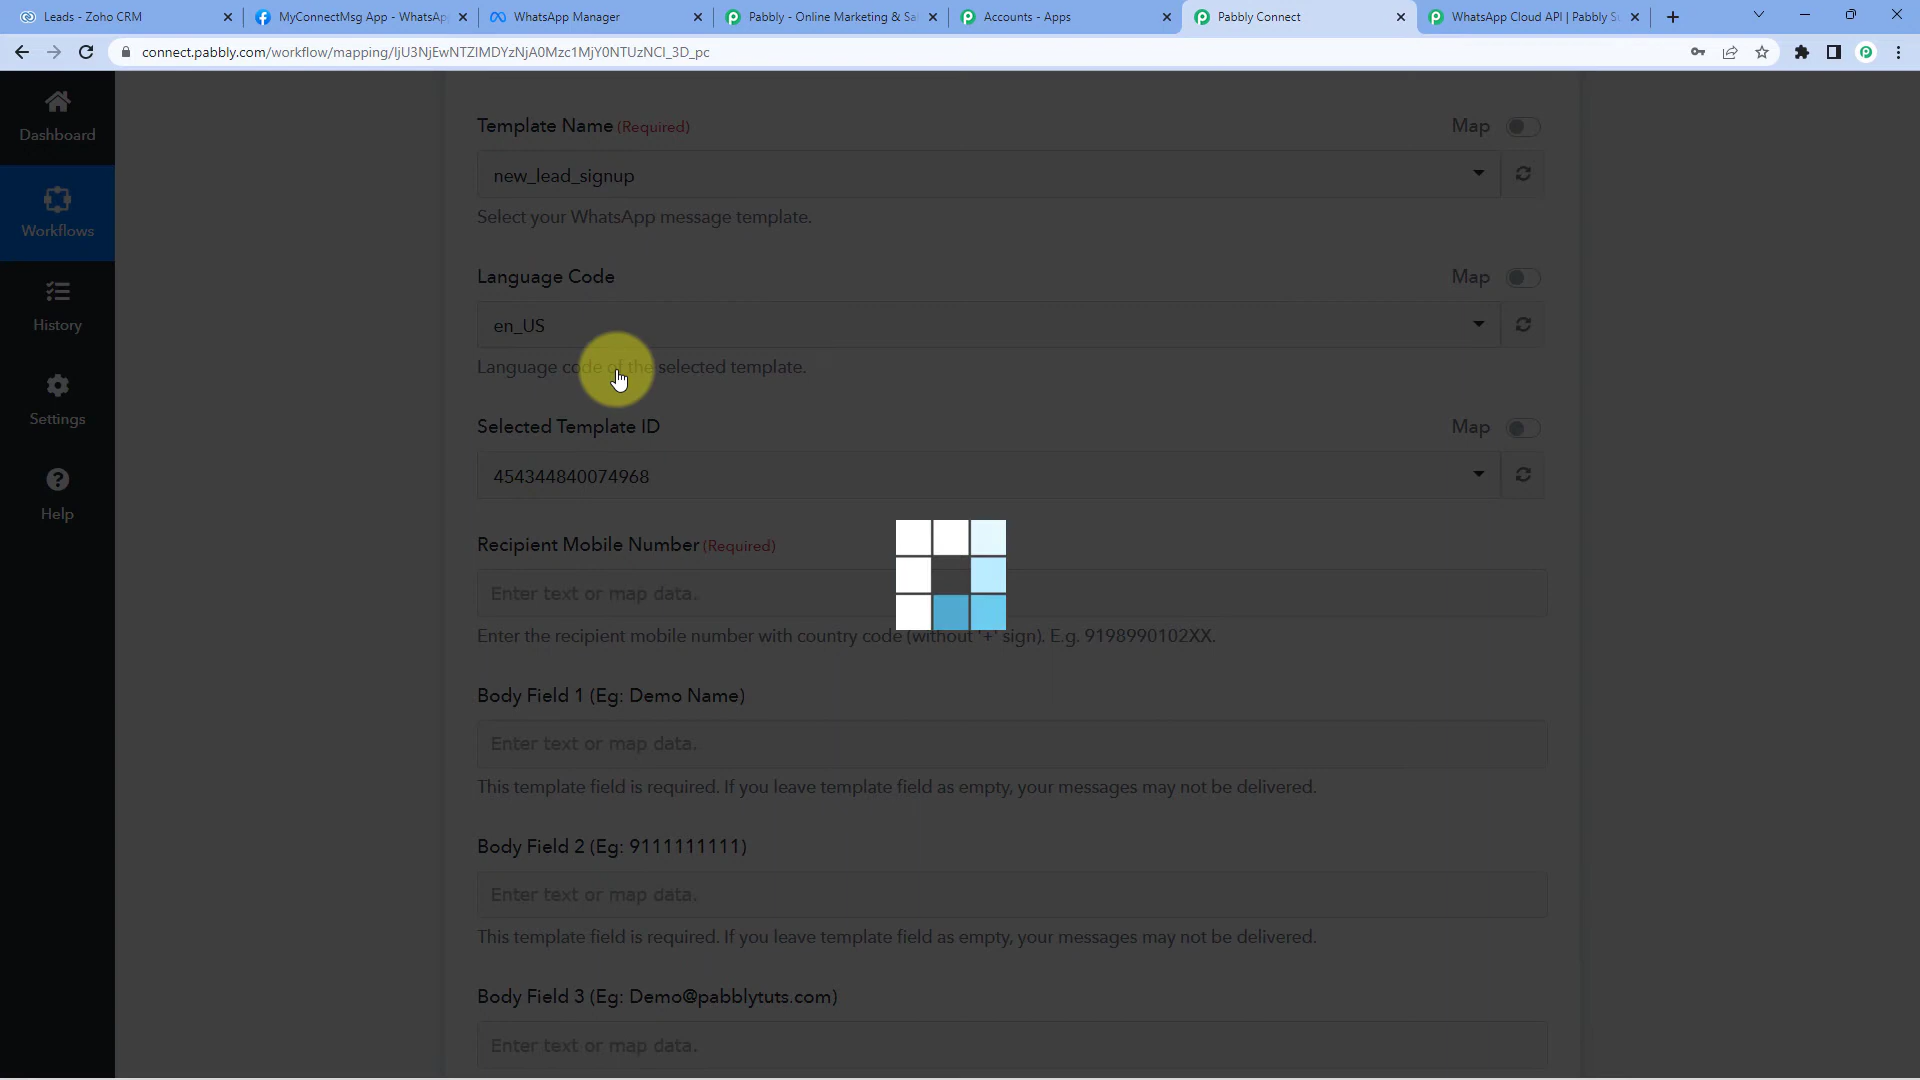 Leads - Zoho CRM
MyConnectMsg App - WhatsAp
WhatsApp Manager
Pabbly - Online Marketing & Sal
Accounts - Apps
Pabbly Connect
WhatsApp Cloud API | Pabbly Su
connect.pabbly.com/workflow/mapping/IjU3NjEwNTZlMDYzNjA0Mzc1MjY0NTUzNCI_3D_pc
Dashboard
Workflows
History
Settings
Help
Template Name (Required)
Map
new_lead_signup
Select your WhatsApp message template.
Language Code
Map
en_US
Language code of the selected template.
Selected Template ID
Map
454344840074968
Recipient Mobile Number (Required)
Enter text or map data.
Enter the recipient mobile number with country code (without '+' sign). E.g. 9198990102XX.
Body Field 1 (Eg: Demo Name)
Enter text or map data.
This template field is required. If you leave template field as empty, your messages may not be delivered.
Body Field 2 (Eg: 9111111111)
Enter text or map data.
This template field is required. If you leave template field as empty, your messages may not be delivered.
Body Field 3 (Eg: Demo@pabblytuts.com)
Enter text or map data.